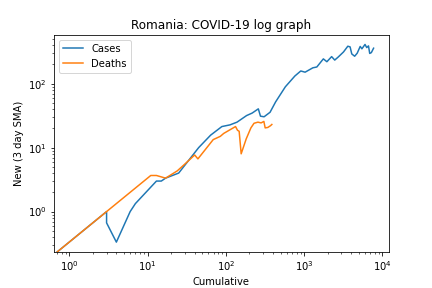 Romania: COVID-19 log graph
Cases
Deaths
New (3 day SMA)
10²
10¹
10⁰
10⁰ 10¹ 10² 10³ 10⁴
Cumulative